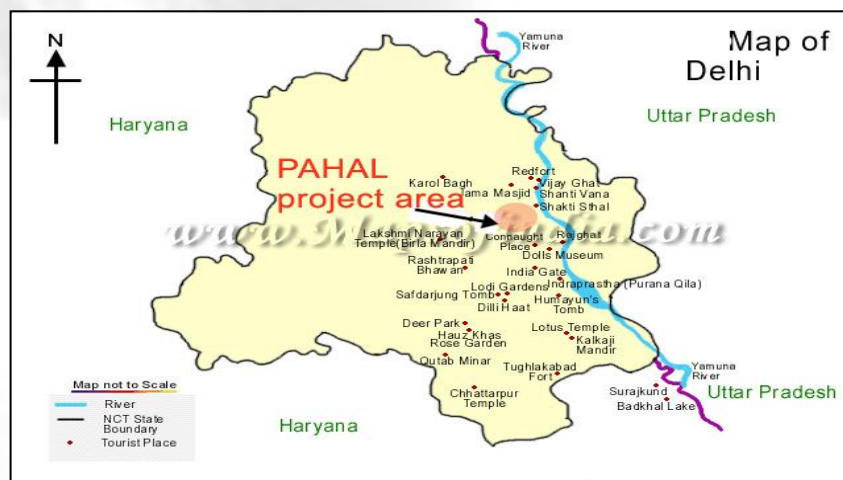 N
Yamuna
River
Map of
Delhi
Haryana
Uttar Pradesh
PAHAL
project area
Karol Bagh
Redfort
Vijay Ghat
Jama Masjid
Shanti Vana
Shakti Sthal
Lakshmi Narayan
Temple(Birla Mandir)
Connaught
Place
Rajghat
Dolls Museum
Rashtrapati
Bhawan
India Gate
Indraprastha (Purana Qila)
Lodi Gardens
Safdarjung Tomb
Humayun's
Tomb
Dilli Haat
Deer Park
Hauz Khas
Rose Garden
Lotus Temple
Kalkaji
Mandir
Qutab Minar
Tughlakabad
Fort
Yamuna
River
Chhattarpur
Temple
Surajkund
Badkhal Lake
Uttar Pradesh
Haryana
Map not to Scale
River
NCT State
Boundary
Tourist Place